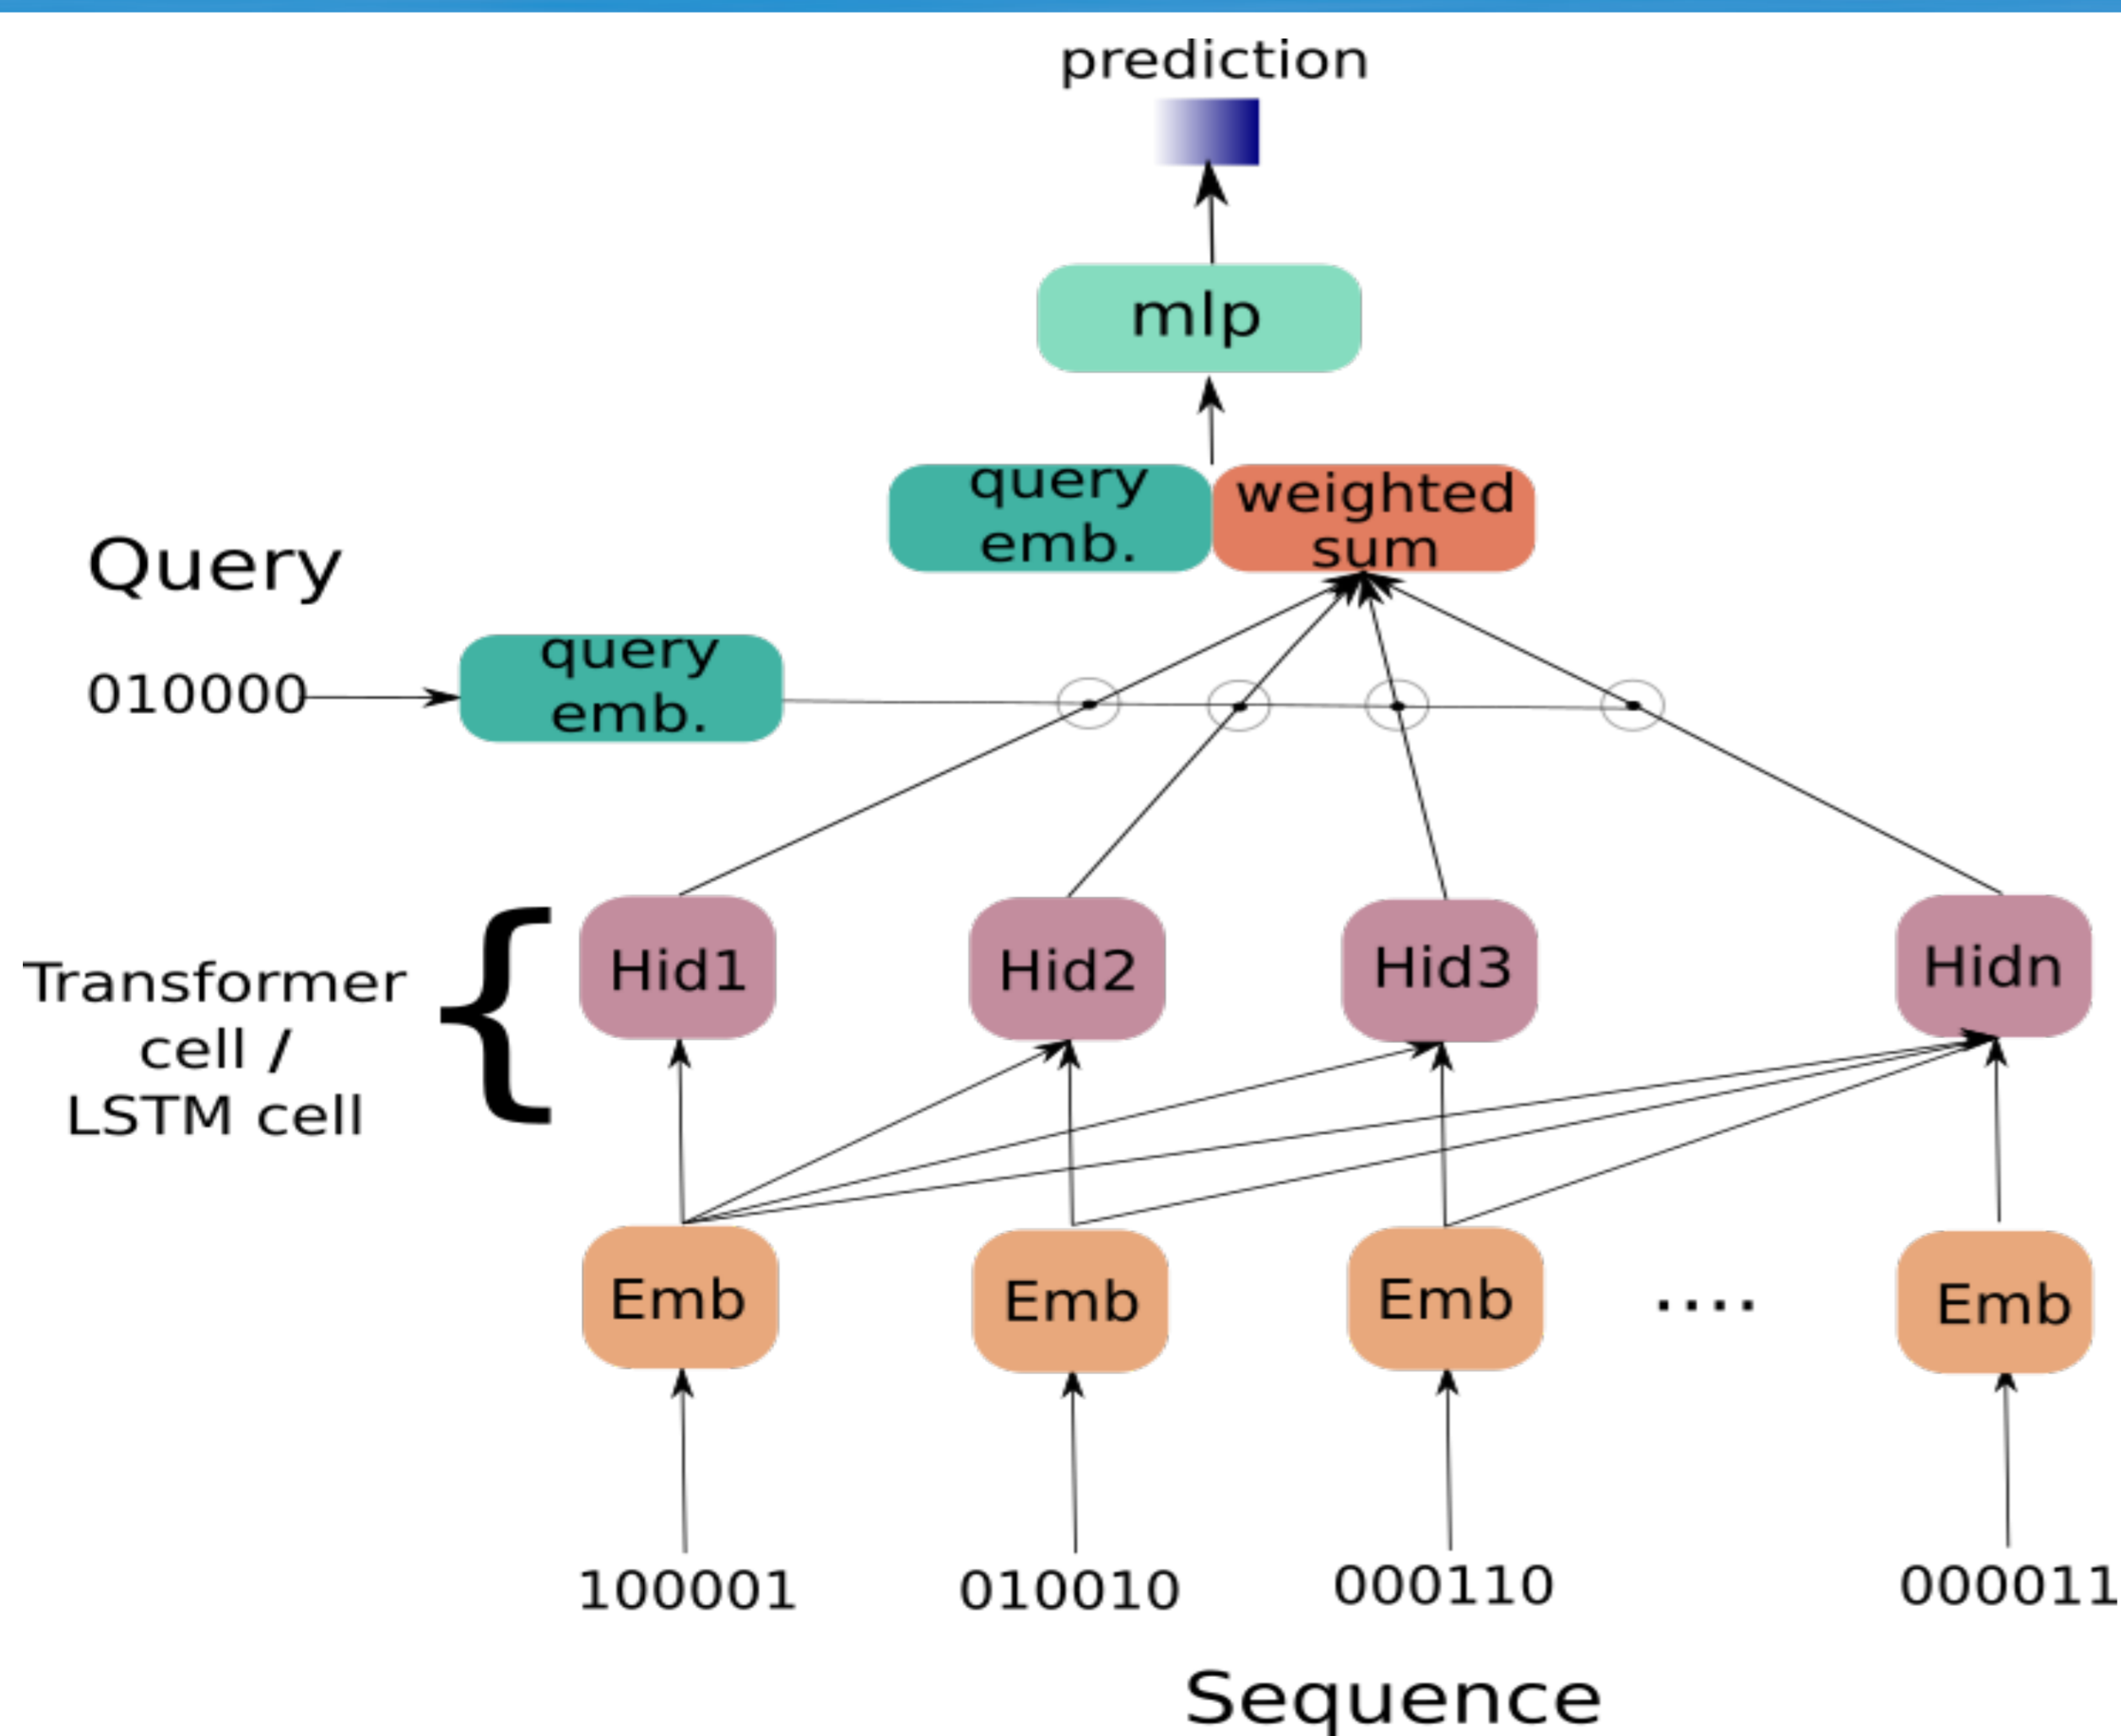 prediction
mlp
query
emb.
weighted
sum
Query
010000
query
emb.
Transformer
cell /
LSTM cell
{
Hid1
Hid2
Hid3
Hidn
Emb
Emb
Emb
....
Emb
100001
010010
000110
000011
Sequence